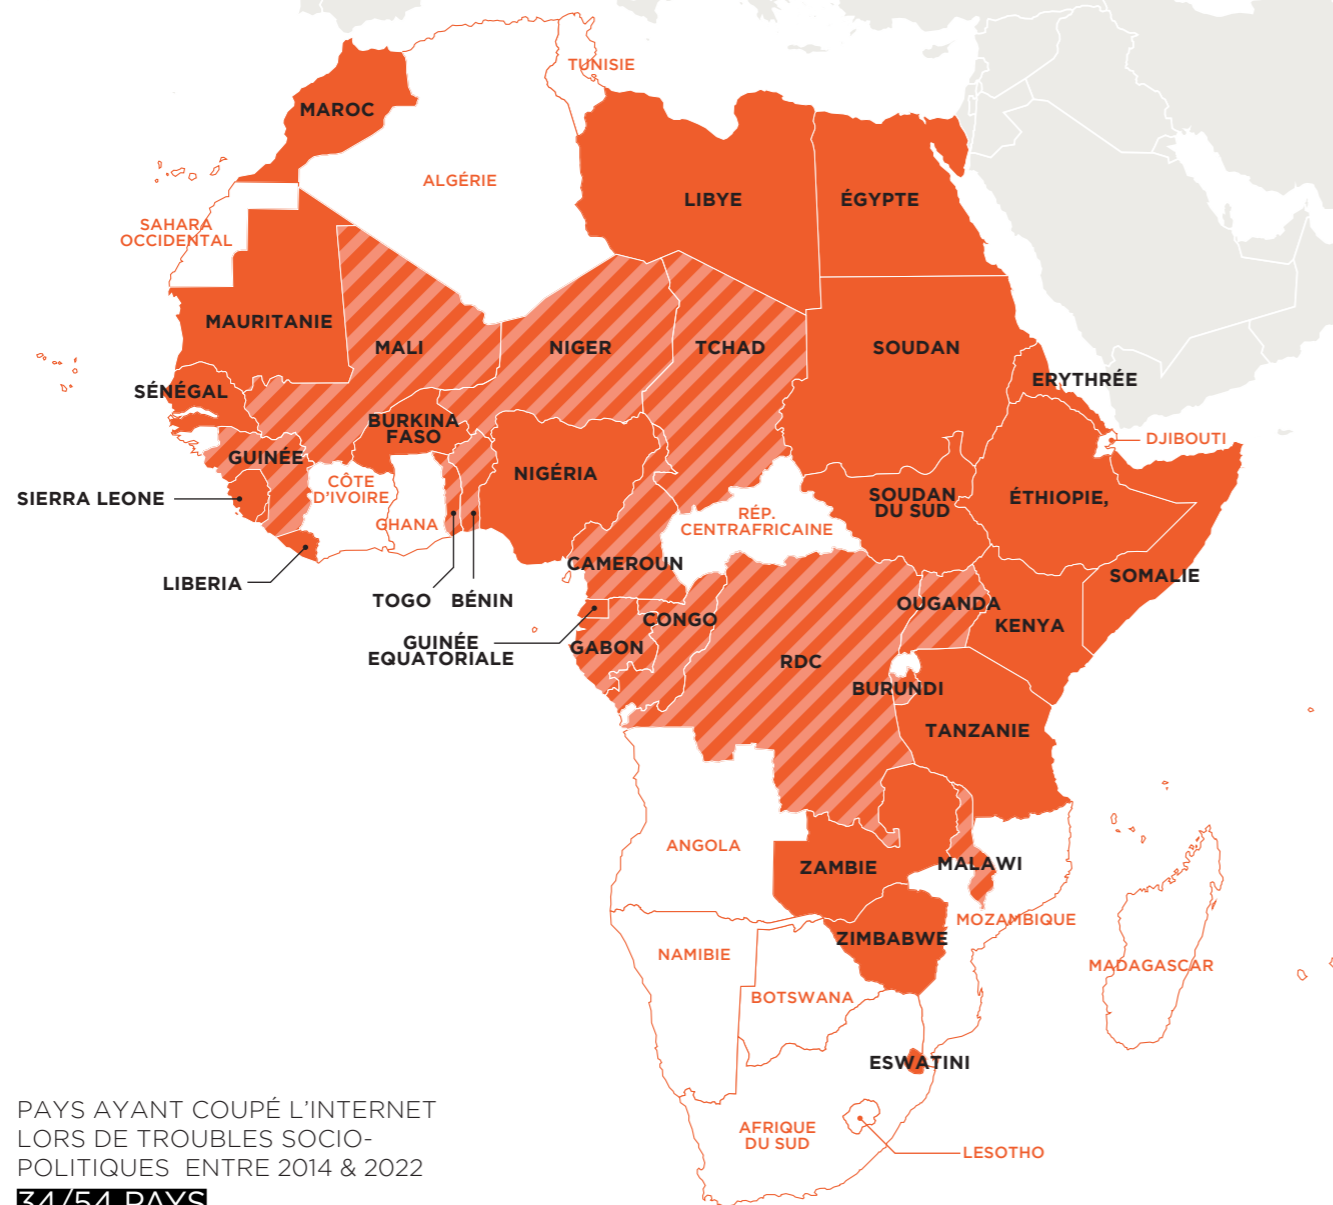 TUNISIE
MAROC
ALGÉRIE
LIBYE
ÉGYPTE
SAHARA
OCCIDENTAL
MAURITANIE
MALI
NIGER
TCHAD
SOUDAN
ERYTHRÉE
SÉNÉGAL
BURKINA
FASO
DJIBOUTI
GUINÉE
NIGÉRIA
CÔTE
D'IVOIRE
SIERRA LEONE
SOUDAN
DU SUD
ÉTHIOPIE,
GHANA
RÉP.
CENTRAFRICAINE
CAMEROUN
SOMALIE
LIBERIA
TOGO
BÉNIN
OUGANDA
CONGO
KENYA
GUINÉE
EQUATORIALE
GABON
RDC
BURUNDI
TANZANIE
ANGOLA
ZAMBIE
MALAWI
MOZAMBIQUE
ZIMBABWE
NAMIBIE
MADAGASCAR
BOTSWANA
ESWATINI
AFRIQUE
DU SUD
LESOTHO
PAYS AYANT COUPÉ L'INTERNET
LORS DE TROUBLES SOCIO-
POLITIQUES ENTRE 2014 & 2022
34/54 PAYS